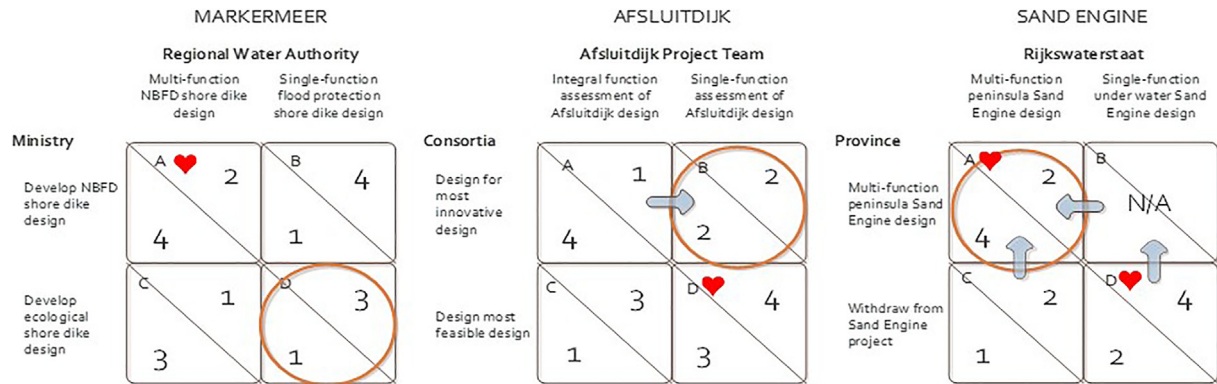 MARKERMEER
Regional Water Authority
Multi-function
NBFD shore dike
design
Single-function
flood protection
shore dike design
Ministry
Develop NBFD
shore dike
design
A
2
4
B
4
1
Develop
ecological
shore dike
design
C
1
3
D
3
1
AFSLUITDIJK
Afsluitdijk Project Team
Integral function
assessment of
Afsluitdijk design
Single-function
assessment of
Afsluitdijk design
Consortia
Design for
most
innovative
design
A
1
4
B
2
2
Design most
feasible design
C
3
1
D
4
3
SAND ENGINE
Rijkswaterstaat
Multi-function
peninsula Sand
Engine design
Single-function
under water Sand
Engine design
Province
Multi-function
peninsula Sand
Engine design
A
2
4
B
N/A
Withdraw from
Sand Engine
project
C
2
1
D
4
2